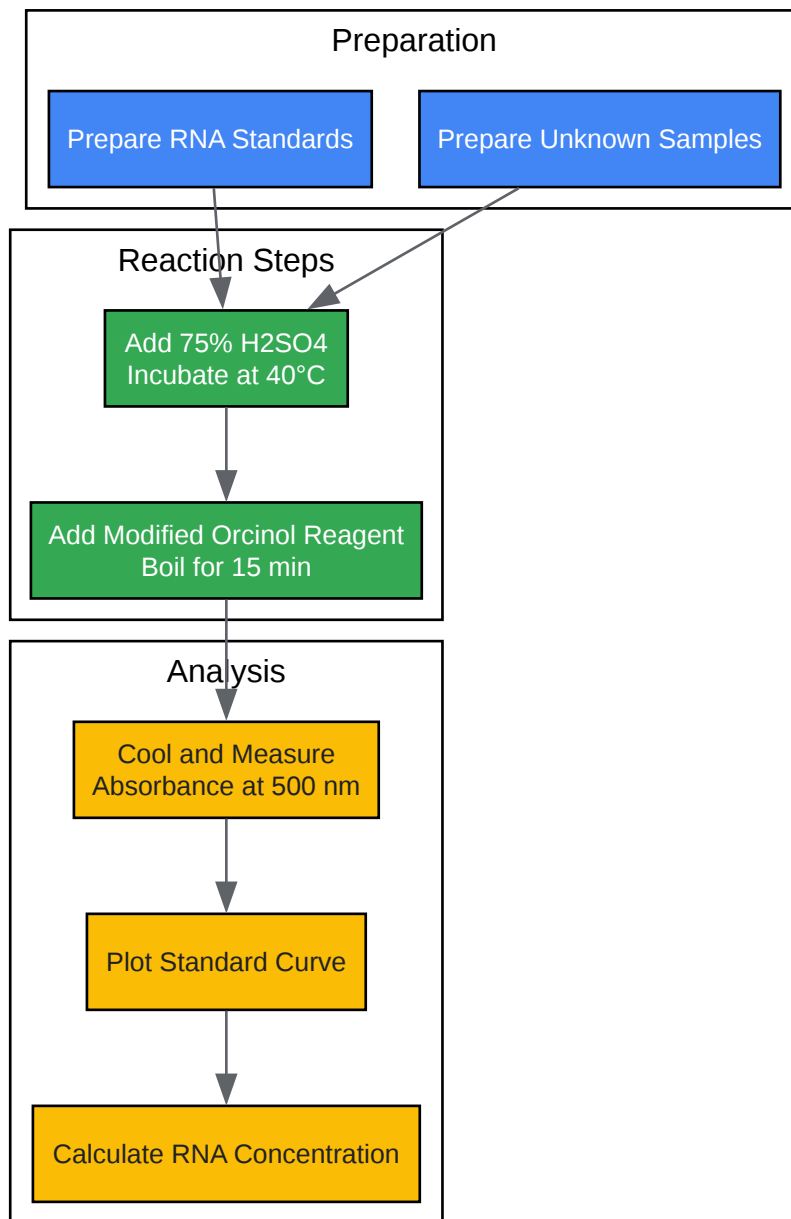 Preparation
Prepare RNA Standards
Prepare Unknown Samples
Reaction Steps
Add 75% H2SO4
Incubate at 40°C
Add Modified Orcinol Reagent
Boil for 15 min
Analysis
Cool and Measure
Absorbance at 500 nm
Plot Standard Curve
Calculate RNA Concentration